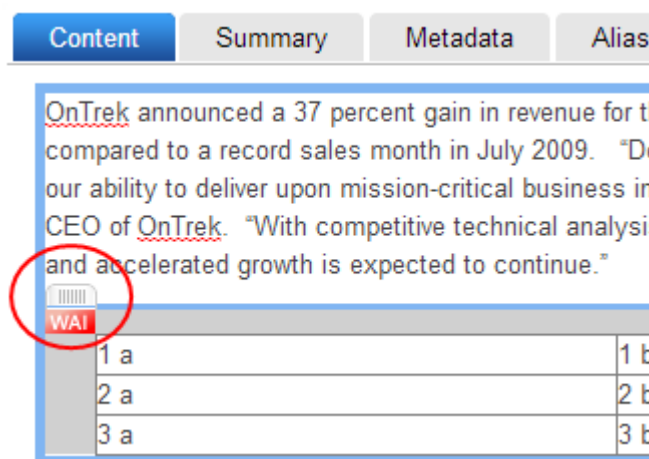 Content Summary Metadata Alias
OnTrek announced a 37 percent gain in revenue for
compared to a record sales month in July 2009. "
our ability to deliver upon mission-critical business
CEO of OnTrek. "With competitive technical
and accelerated growth is expected to continue."
WAI
1 a 1
2 a 2
3 a 3